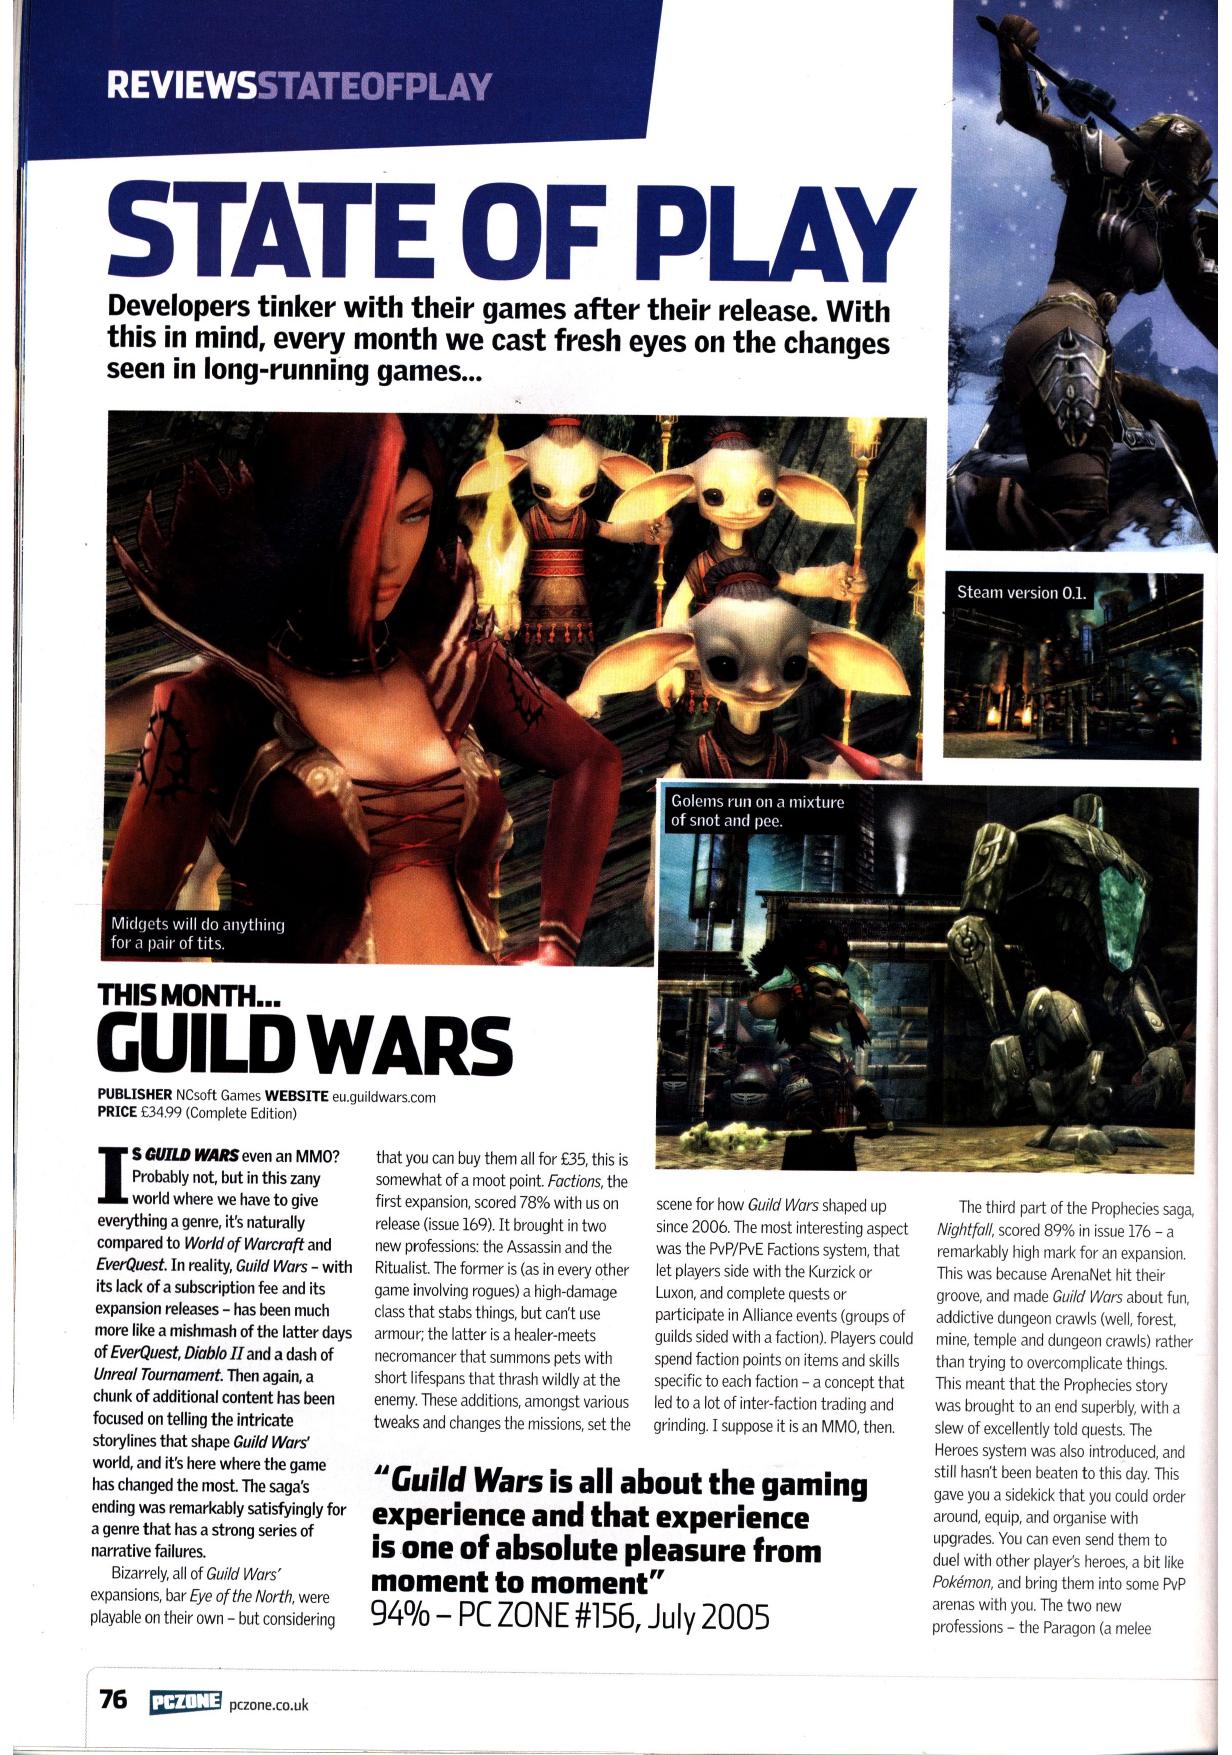 REVIEWSSTATEOFPLAY
STATE OF PLAY
Developers tinker with their games after their release. With
this in mind, every month we cast fresh eyes on the changes
seen in long-running games...
Steam version 0.1.
Golems run on a mixture
of snot and pee.
Midgets will do anything
for a pair of tits.
THIS MONTH...
GUILD WARS
PUBLISHER NCsoft Games WEBSITE eu.guildwars.com
PRICE £34.99 (Complete Edition)
IS GUILD WARS even an MMO?
Probably not, but in this zany
world where we have to give
everything a genre, it's naturally
compared to World of Warcraft and
EverQuest. In reality, Guild Wars – with
its lack of a subscription fee and its
expansion releases – has been much
more like a mishmash of the latter days
of EverQuest, Diablo II and a dash of
Unreal Tournament. Then again, a
chunk of additional content has been
focused on telling the intricate
storylines that shape Guild Wars'
world, and it's here where the game
has changed the most. The saga's
ending was remarkably satisfyingly for
a genre that has a strong series of
narrative failures.
Bizarrely, all of Guild Wars'
expansions, bar Eye of the North, were
playable on their own – but considering
that you can buy them all for £35, this is
somewhat of a moot point. Factions, the
first expansion, scored 78% with us on
release (issue 169). It brought in two
new professions: the Assassin and the
Ritualist. The former is (as in every other
game involving rogues) a high-damage
class that stabs things, but can't use
armour; the latter is a healer-meets
necromancer that summons pets with
short lifespans that thrash wildly at the
enemy. These additions, amongst various
tweaks and changes the missions, set the
scene for how Guild Wars shaped up
since 2006. The most interesting aspect
was the PvP/PvE Factions system, that
let players side with the Kurzick or
Luxon, and complete quests or
participate in Alliance events (groups of
guilds sided with a faction). Players could
spend faction points on items and skills
specific to each faction – a concept that
led to a lot of inter-faction trading and
grinding. I suppose it is an MMO, then.
"Guild Wars is all about the gaming
experience and that experience
is one of absolute pleasure from
moment to moment"
94% – PC ZONE #156, July 2005
The third part of the Prophecies saga,
Nightfall, scored 89% in issue 176 – a
remarkably high mark for an expansion.
This was because ArenaNet hit their
groove, and made Guild Wars about fun,
addictive dungeon crawls (well, forest,
mine, temple and dungeon crawls) rather
than trying to overcomplicate things.
This meant that the Prophecies story
was brought to an end superbly, with a
slew of excellently told quests. The
Heroes system was also introduced, and
still hasn't been beaten to this day. This
gave you a sidekick that you could order
around, equip, and organise with
upgrades. You can even send them to
duel with other player's heroes, a bit like
Pokémon, and bring them into some PvP
arenas with you. The two new
professions – the Paragon (a melee
76 PCZONE pczone.co.uk